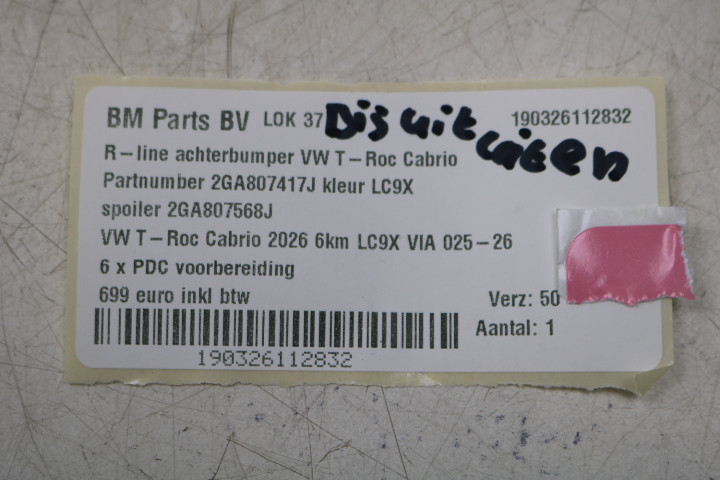 BM Parts BV LOK 37 Dis uit 190326112832
laten
R-line achterbumper VW T-Roc Cabrio
Partnumber 2GA807417J kleur LC9X
spoiler 2GA807568J
VW T-Roc Cabrio 2026 6km LC9X VIA 025-26
6 x PDC voorbereiding
699 euro inkl btw Verz: 50
Aantal: 1
190326112832